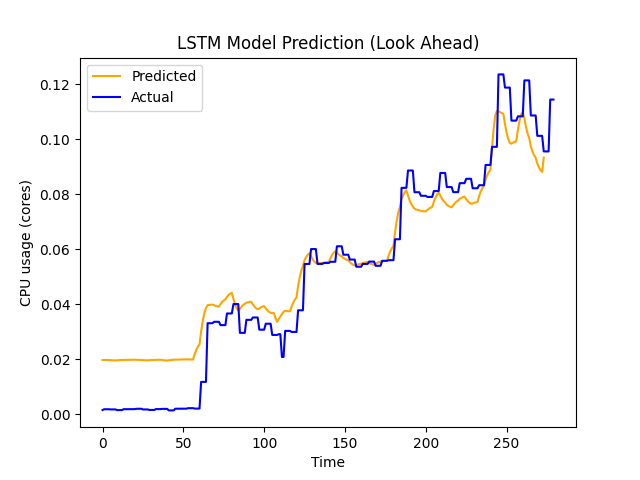 LSTM Model Prediction (Look Ahead)
Predicted
Actual
CPU usage (cores)
0.12
0.10
0.08
0.06
0.04
0.02
0.00
0 50 100 150 200 250
Time